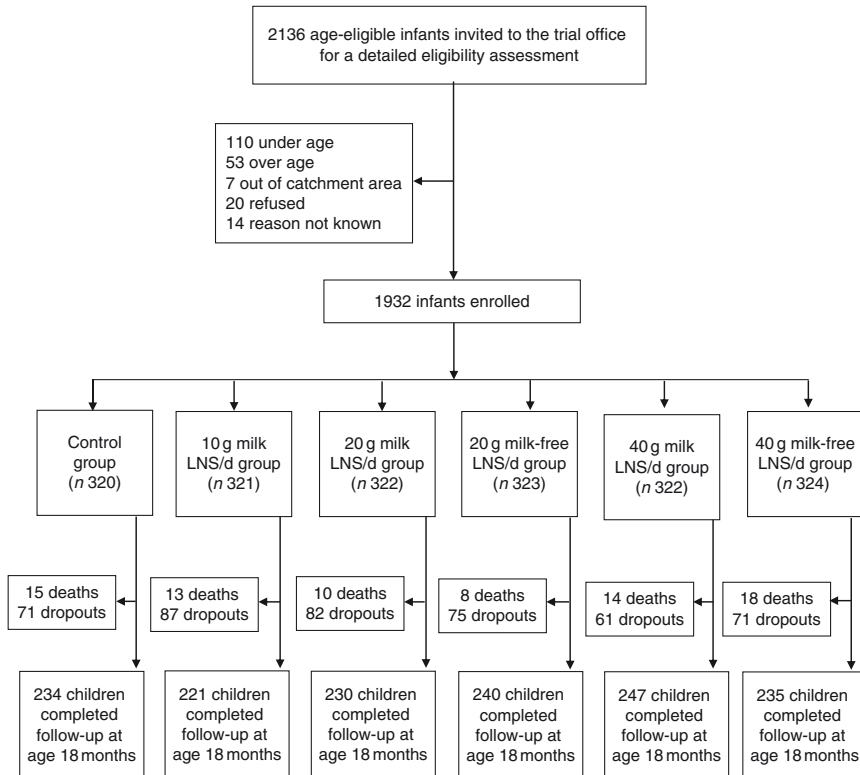 2136 age-eligible infants invited to the trial office
for a detailed eligibility assessment
110 under age
53 over age
7 out of catchment area
20 refused
14 reason not known
1932 infants enrolled
Control
group
(n 320)
10 g milk
LNS/d group
(n 321)
20 g milk
LNS/d group
(n 322)
20 g milk-free
LNS/d group
(n 323)
40 g milk
LNS/d group
(n 322)
40 g milk-free
LNS/d group
(n 324)
15 deaths
71 dropouts
13 deaths
87 dropouts
10 deaths
82 dropouts
8 deaths
75 dropouts
14 deaths
61 dropouts
18 deaths
71 dropouts
234 children
completed
follow-up at
age 18 months
221 children
completed
follow-up at
age 18 months
230 children
completed
follow-up at
age 18 months
240 children
completed
follow-up at
age 18 months
247 children
completed
follow-up at
age 18 months
235 children
completed
follow-up at
age 18 months